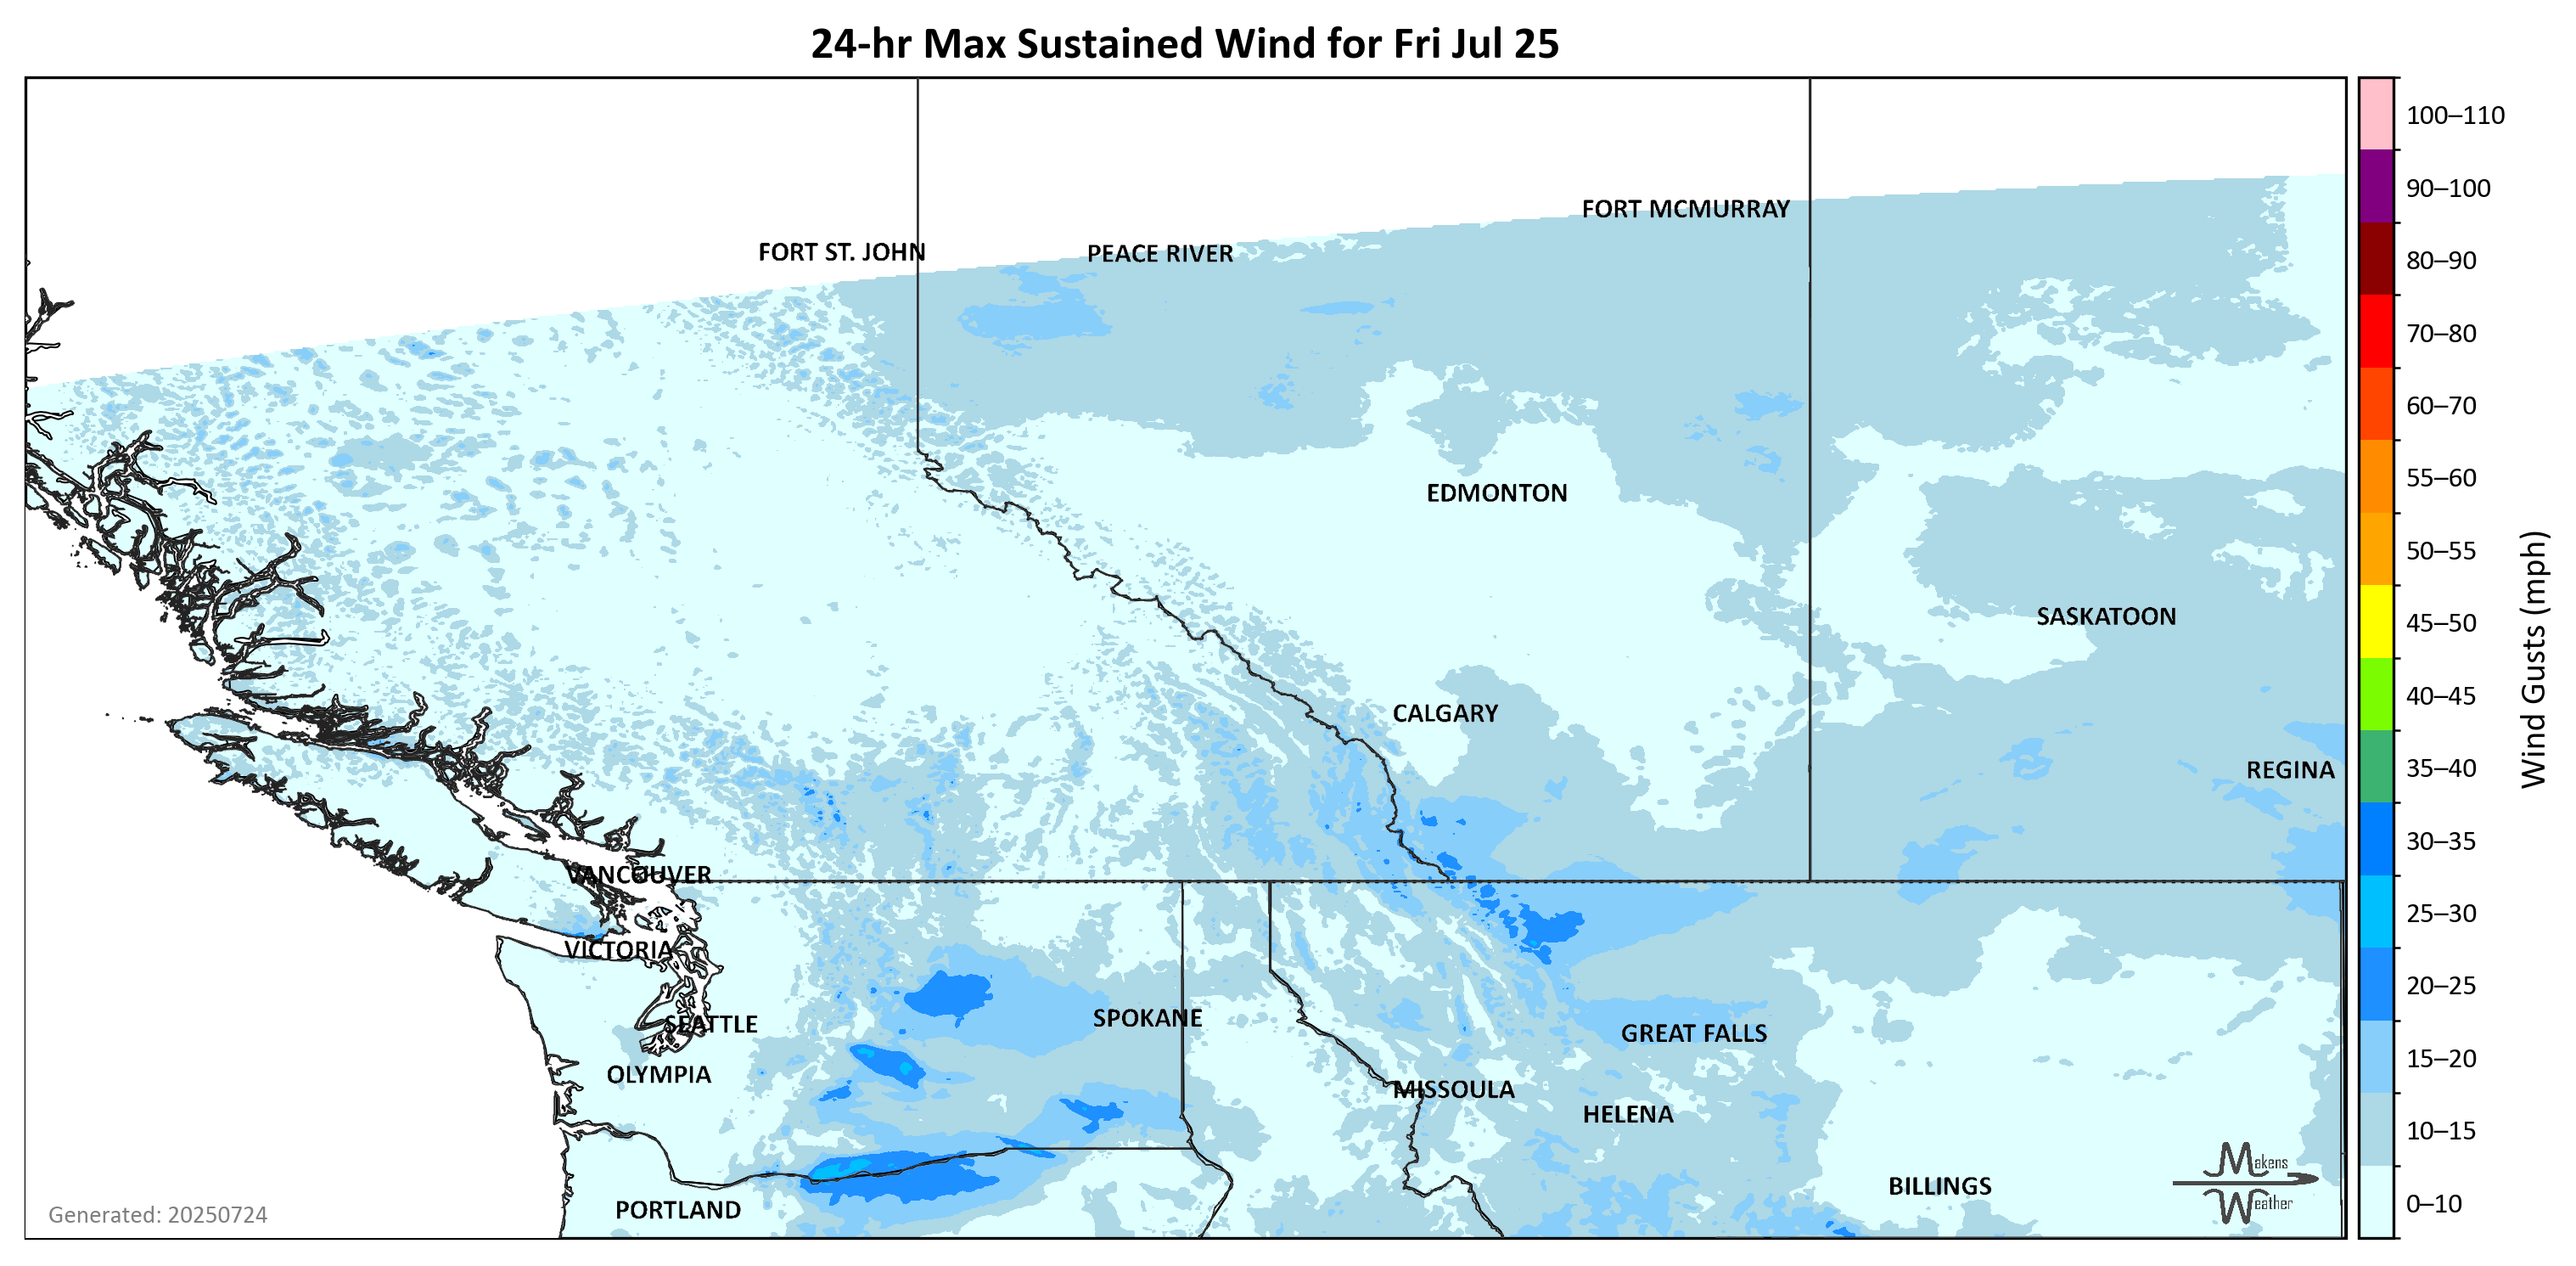 24-hr Max Sustained Wind for Fri Jul 25
100–110
FORT MCMURRAY
90–100
FORT ST. JOHN
PEACE RIVER
80–90
70–80
60–70
55–60
EDMONTON
50–55
SASKATOON
45–50
40–45
CALGARY
35–40
REGINA
30–35
VANCOUVER
25–30
VICTORIA
20–25
SPOKANE
SEATTLE
GREAT FALLS
15–20
OLYMPIA
MISSOULA
HELENA
10–15
Makens
Weather
BILLINGS
0–10
PORTLAND
Generated: 20250724
Wind Gusts (mph)